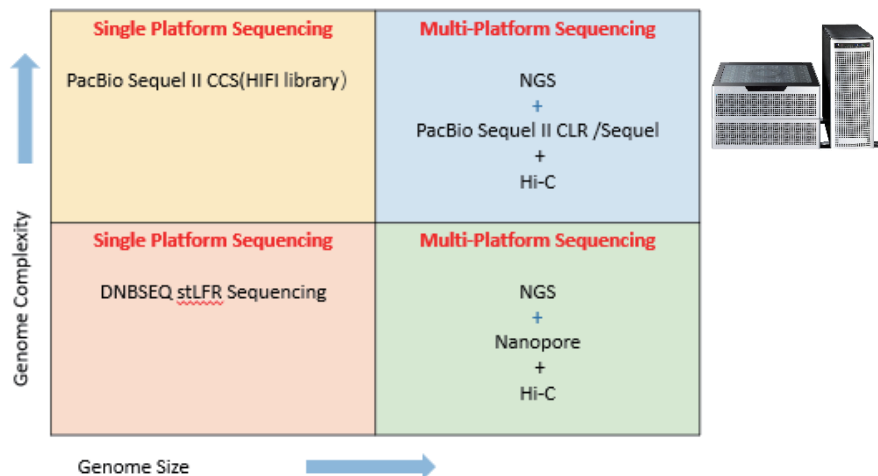 Single Platform Sequencing
PacBio Sequel II CCS(HIFI library）
Multi-Platform Sequencing
NGS
+
PacBio Sequel II CLR /Sequel
+
Hi-C
Single Platform Sequencing
DNBSEQ stLFR Sequencing
Multi-Platform Sequencing
NGS
+
Nanopore
+
Hi-C
Genome Complexity
Genome Size